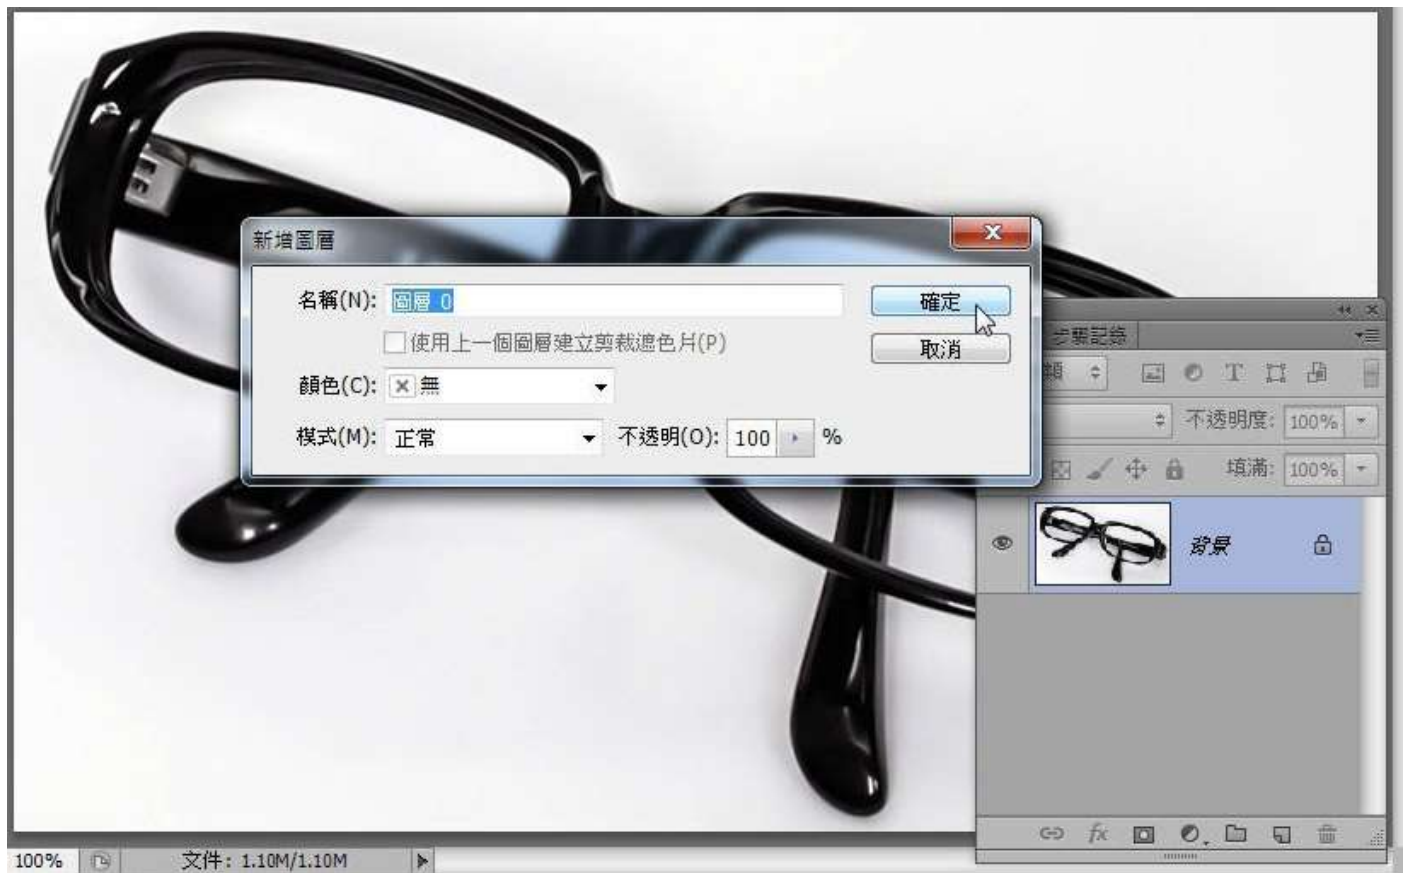 新增圖層
名稱(N): 圖層 0
確定
使用上一個圖層建立剪裁遮色片(P)
取消
顏色(C): 無
模式(M): 正常 不透明(O): 100 %
步驟記錄
T
不透明度: 100%
填滿: 100%
背景
fx
100% 文件: 1.10M/1.10M